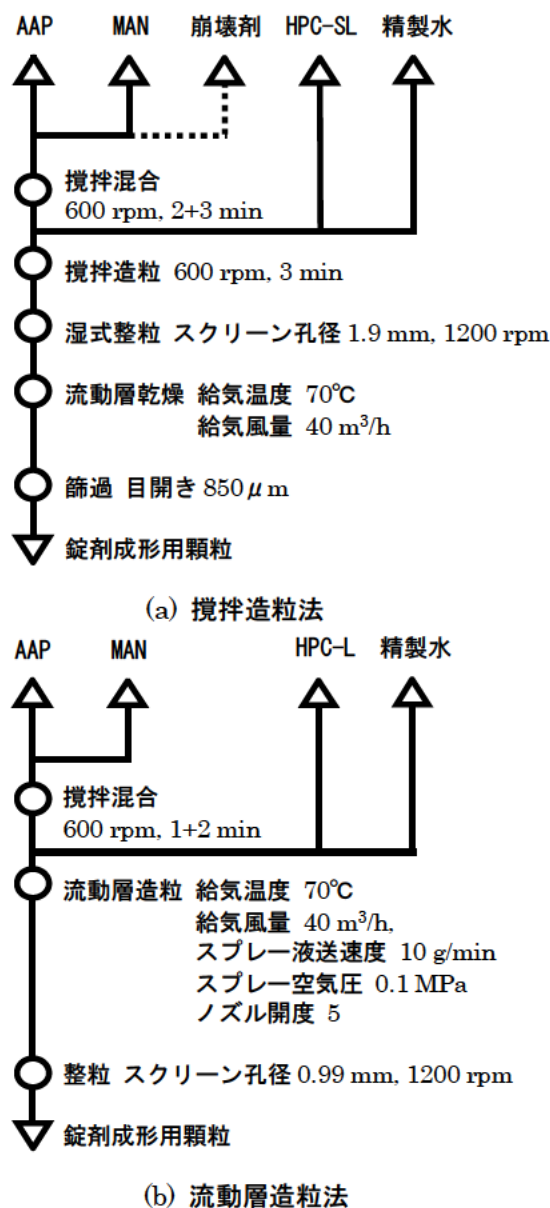 AAP MAN 崩壊剤 HPC-SL 精製水
撹拌混合
600 rpm, 2+3 min
撹拌造粒 600 rpm, 3 min
湿式整粒 スクリーン孔径 1.9 mm, 1200 rpm
流動層乾燥 給気温度 70℃
給気風量 40 m³/h
篩過 目開き 850μm
錠剤成形用顆粒
(a) 撹拌造粒法
AAP MAN HPC-L 精製水
撹拌混合
600 rpm, 1+2 min
流動層造粒 給気温度 70℃
給気風量 40 m³/h,
スプレー液送速度 10 g/min
スプレー空気圧 0.1 MPa
ノズル開度 5
整粒 スクリーン孔径 0.99 mm, 1200 rpm
錠剤成形用顆粒
(b) 流動層造粒法